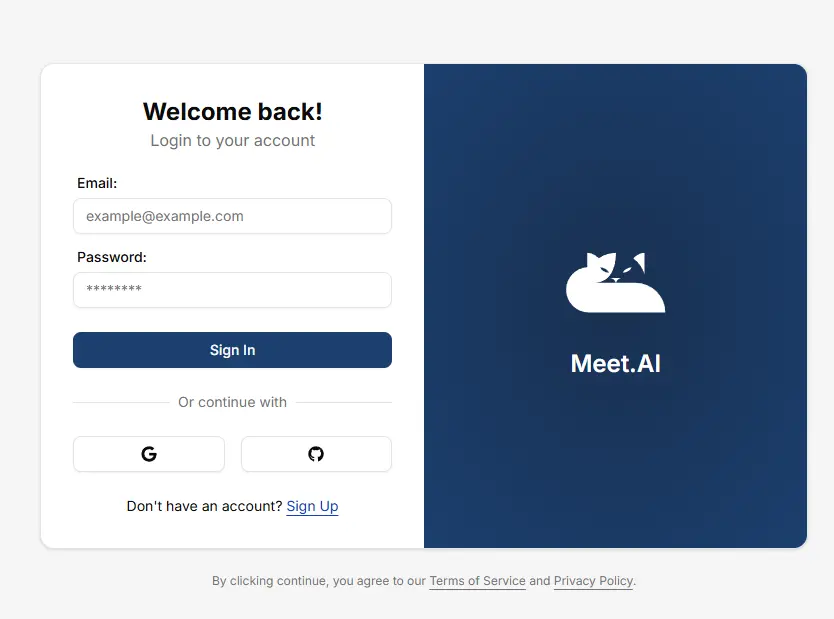 Welcome back!
Login to your account
Email:
example@example.com
Password:
********
Sign In
Or continue with
Don't have an account? Sign Up
Meet.AI
By clicking continue, you agree to our Terms of Service and Privacy Policy.